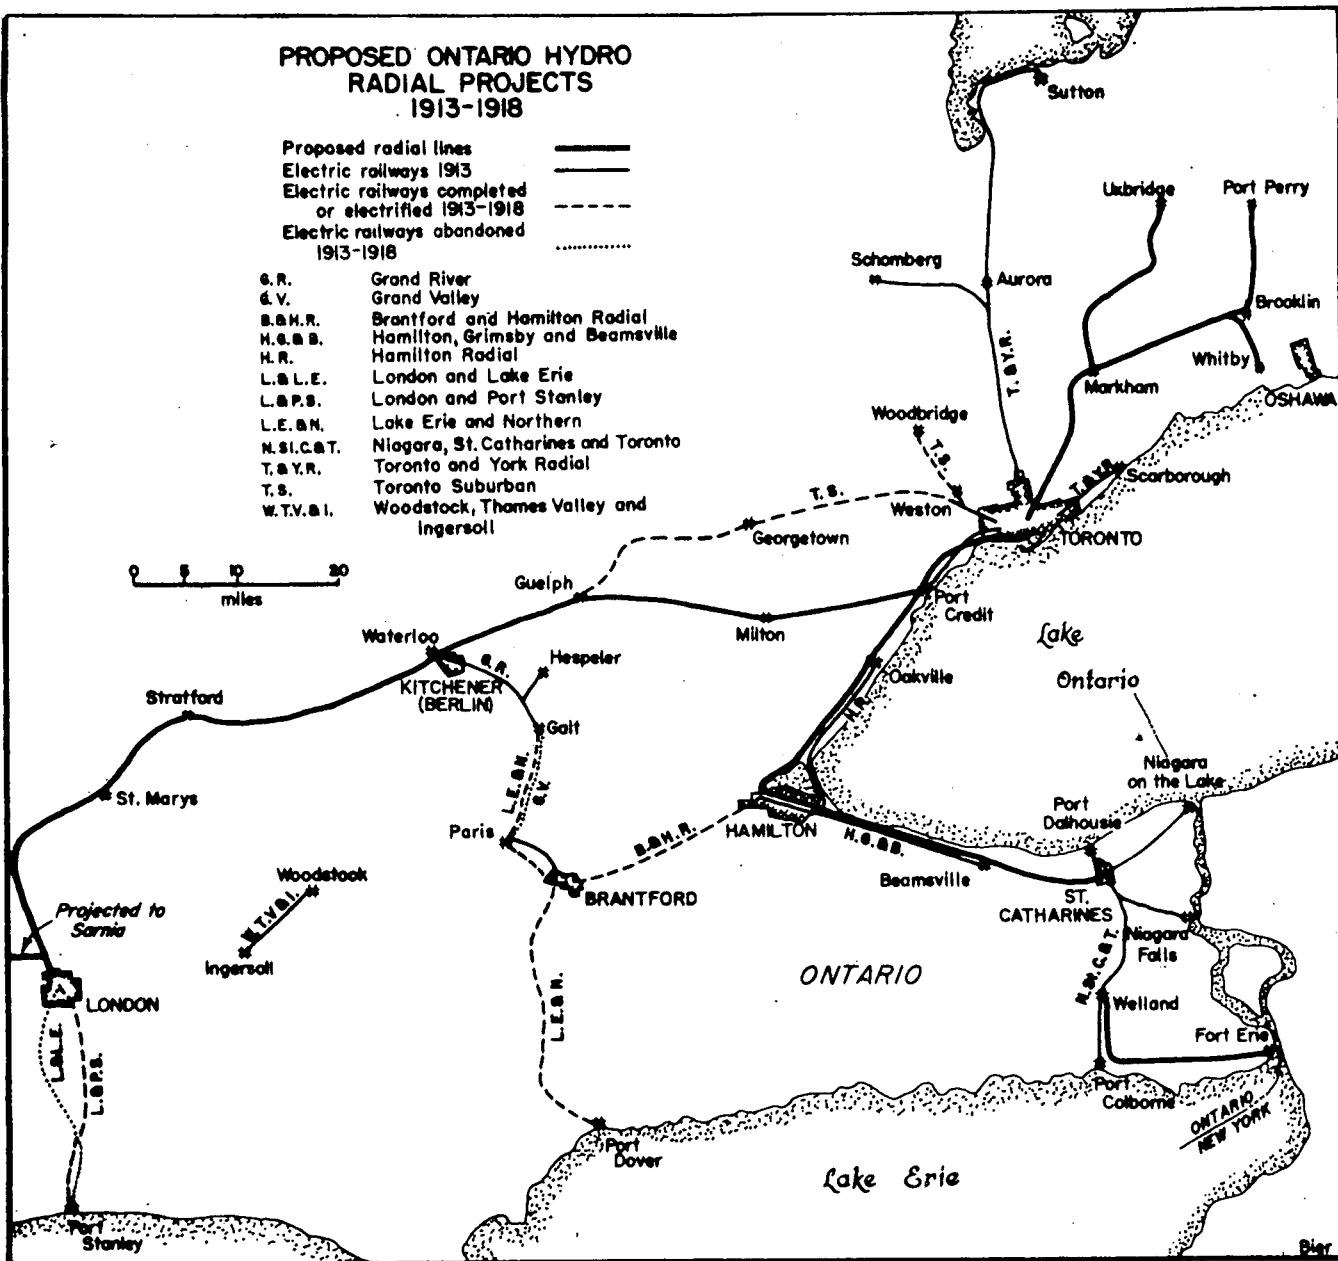 PROPOSED ONTARIO HYDRO
RADIAL PROJECTS
1913-1918
Proposed radial lines
Electric railways 1913
Electric railways completed
or electrified 1913-1918
Electric railways abandoned
1913-1918
G.R. Grand River
G.V. Grand Valley
B.&H.R. Brantford and Hamilton Radial
H.G.&B. Hamilton, Grimsby and Beamsville
H.R. Hamilton Radial
L.&L.E. London and Lake Erie
L.&P.S. London and Port Stanley
L.E.&N. Lake Erie and Northern
N.St.C.&T. Niagara, St. Catharines and Toronto
T.&Y.R. Toronto and York Radial
T.S. Toronto Suburban
W.T.V.&I. Woodstock, Thames Valley and
Ingersoll
0 5 10 20
miles
Sutton
Uxbridge
Port Perry
Schomberg
Aurora
Brooklin
T.&Y.R.
Whitby
Markham
OSHAWA
Woodbridge
T.S.
T.&Y.R.
Scarborough
Weston
T.S.
Georgetown
TORONTO
Guelph
Port
Credit
Milton
Waterloo
G.R.
Hespeler
KITCHENER
(BERLIN)
Oakville
H.R.
Lake
Ontario
Stratford
Galt
L.E.&N.
G.V.
St. Marys
Niagara
on the Lake
Port
Dalhousie
Paris
B.&H.R.
HAMILTON
H.G.&B.
Beamsville
Woodstock
W.T.V.&I.
Ingersoll
BRANTFORD
ST.
CATHARINES
Niagara
Falls
Projected to
Sarnia
ONTARIO
N.St.C.&T.
LONDON
L.&L.E.
L.&P.S.
L.E.&N.
Welland
Fort Erie
Port
Colborne
ONTARIO
NEW YORK
Port
Dover
Lake Erie
Port
Stanley
Bier